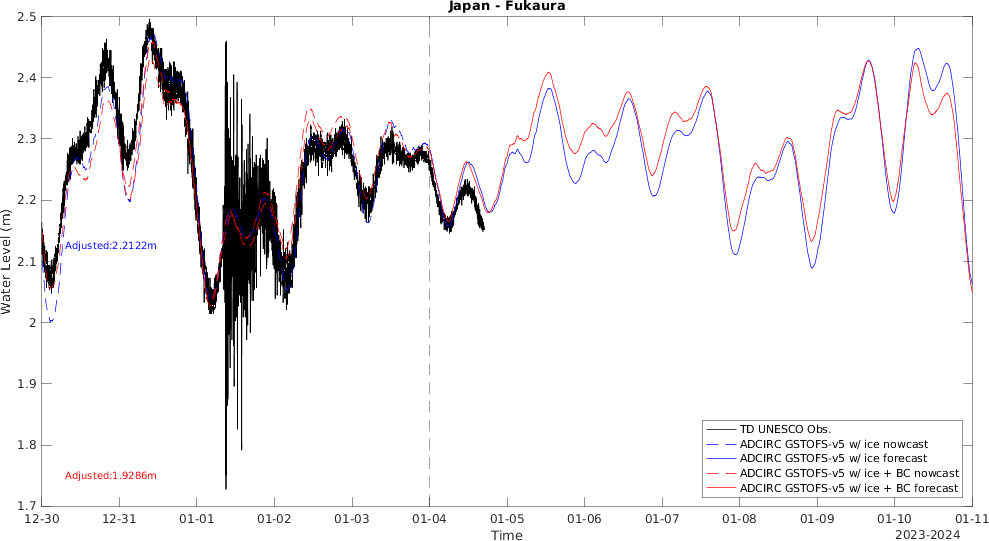 Japan - Fukaura
2.5
2.4
2.3
2.2
2.1
2
1.9
1.8
1.7
Water Level (m)
Adjusted:2.2122m
Adjusted:1.9286m
TD UNESCO Obs.
ADCIRC GSTOFS-v5 w/ ice nowcast
ADCIRC GSTOFS-v5 w/ ice forecast
ADCIRC GSTOFS-v5 w/ ice + BC nowcast
ADCIRC GSTOFS-v5 w/ ice + BC forecast
12-30 12-31 01-01 01-02 01-03 01-04 01-05 01-06 01-07 01-08 01-09 01-10 01-11
Time
2023-2024